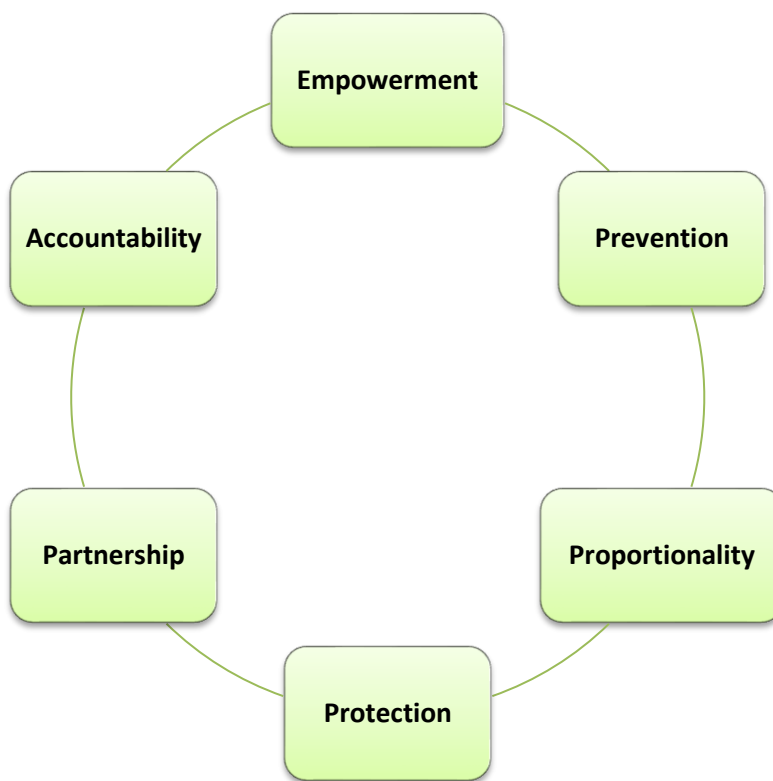 Empowerment
Prevention
Proportionality
Protection
Partnership
Accountability